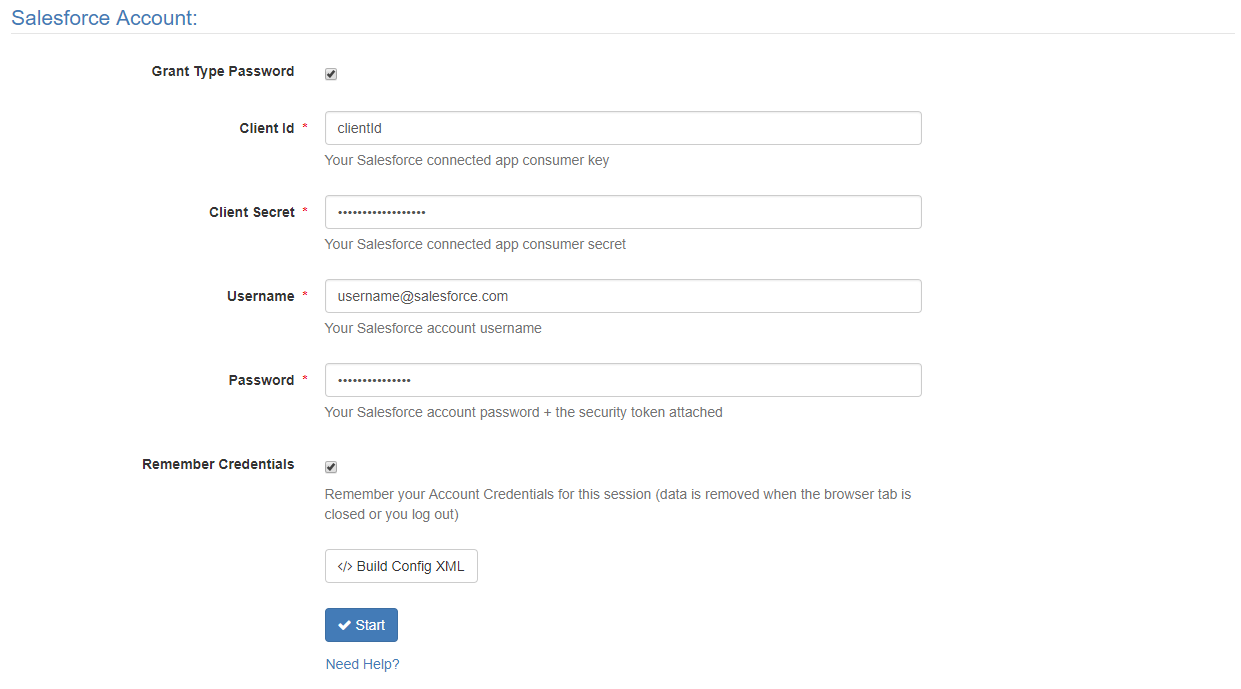 Salesforce Account:
Grant Type Password
Client Id *
clientId
Your Salesforce connected app consumer key
Client Secret *
••••••••••••••••••
Your Salesforce connected app consumer secret
Username *
username@salesforce.com
Your Salesforce account username
Password *
•••••••••••••••
Your Salesforce account password + the security token attached
Remember Credentials
Remember your Account Credentials for this session (data is removed when the browser tab is
closed or you log out)
</> Build Config XML
Start
Need Help?